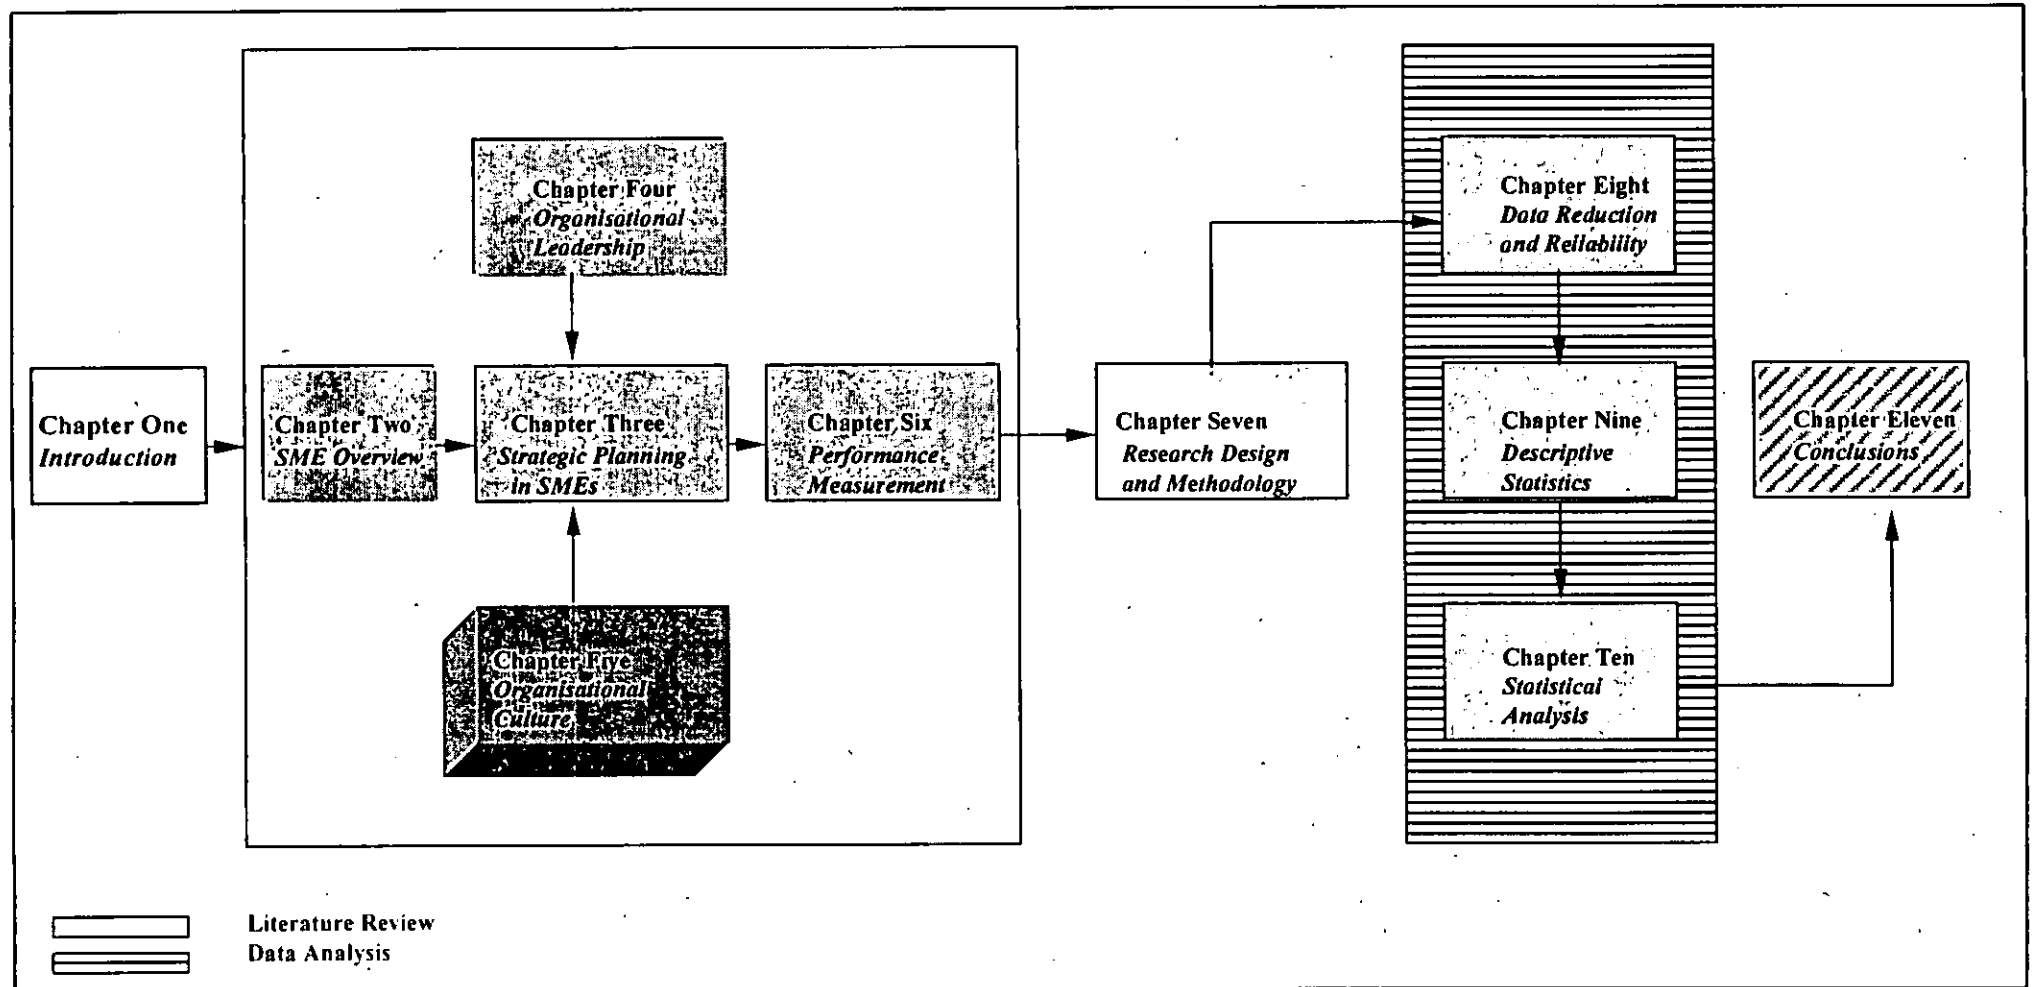 Chapter One
Introduction
Chapter Two
SME Overview
Chapter Four
Organisational
Leadership
Chapter Three
Strategic Planning
in SMEs
Chapter Five
Organisational
Culture
Chapter Six
Performance
Measurement
Chapter Seven
Research Design
and Methodology
Chapter Eight
Data Reduction
and Reilability
Chapter Nine
Descriptive
Statistics
Chapter Ten
Statistical
Analysis
Chapter Eleven
Conclusions
Literature Review
Data Analysis